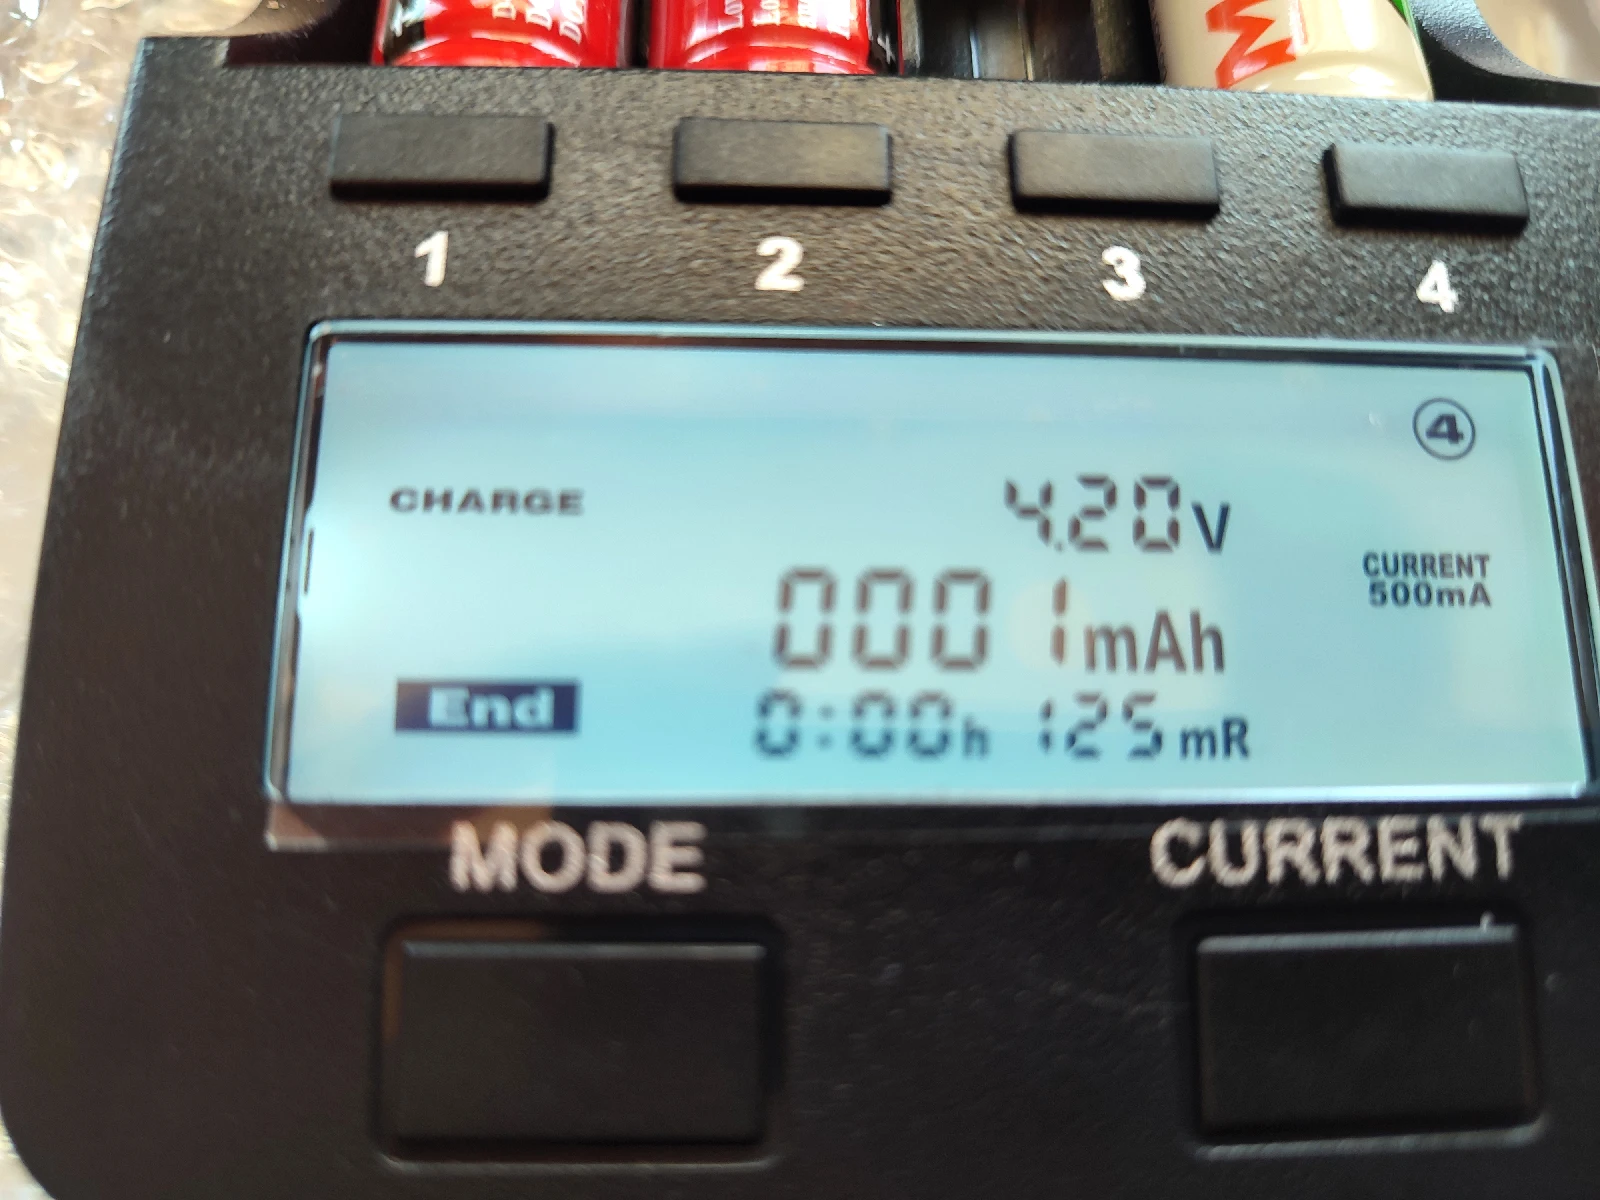 1
2
3
4
4
CHARGE
4.20V
CURRENT
500mA
0001mAh
End
0:00h 125mR
MODE
CURRENT